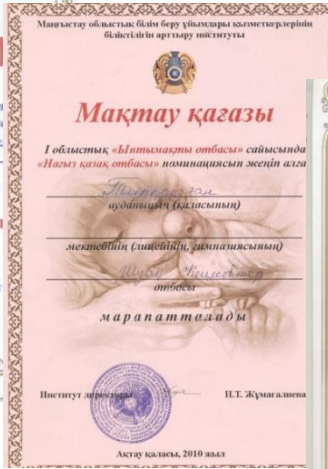 Маңғыстау облыстық білім беру ұйымдары қызметкерлерінің
біліктілігін арттыру институты
Мақтау қағазы
І облыстық «Ынтымақты отбасы» сайысында
«Нағыз қазақ отбасы» номинациясын жеңіп алға
ауданының (қаласының)
мектебінің (лицейінің, гимназиясының)
отбасы
марапатталады
Институт директоры И.Т. Жұмағалиева
Ақтау қаласы, 2010 жыл